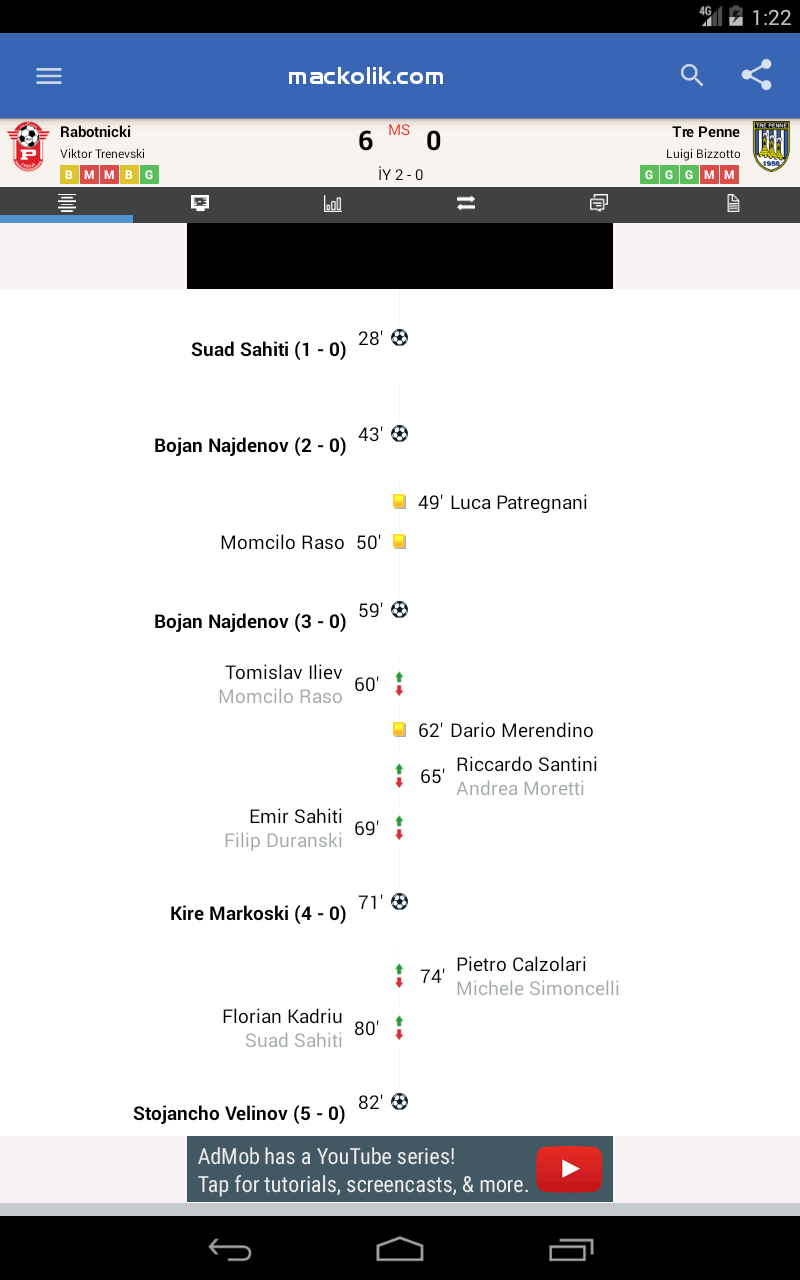 4G 1:22
mackolik.com
Rabotnicki 6 MS 0 Tre Penne
Viktor Trenevski Luigi Bizzotto
B M M B G İY 2 - 0 G G G M M
P
TRE PENNE
1956
28'
Suad Sahiti (1 - 0)
43'
Bojan Najdenov (2 - 0)
49' Luca Patregnani
Momcilo Raso 50'
59'
Bojan Najdenov (3 - 0)
Tomislav Iliev
60'
Momcilo Raso
62' Dario Merendino
Riccardo Santini
65'
Andrea Moretti
Emir Sahiti
69'
Filip Duranski
71'
Kire Markoski (4 - 0)
Pietro Calzolari
74'
Michele Simoncelli
Florian Kadriu
80'
Suad Sahiti
82'
Stojancho Velinov (5 - 0)
AdMob has a YouTube series!
Tap for tutorials, screencasts, & more.